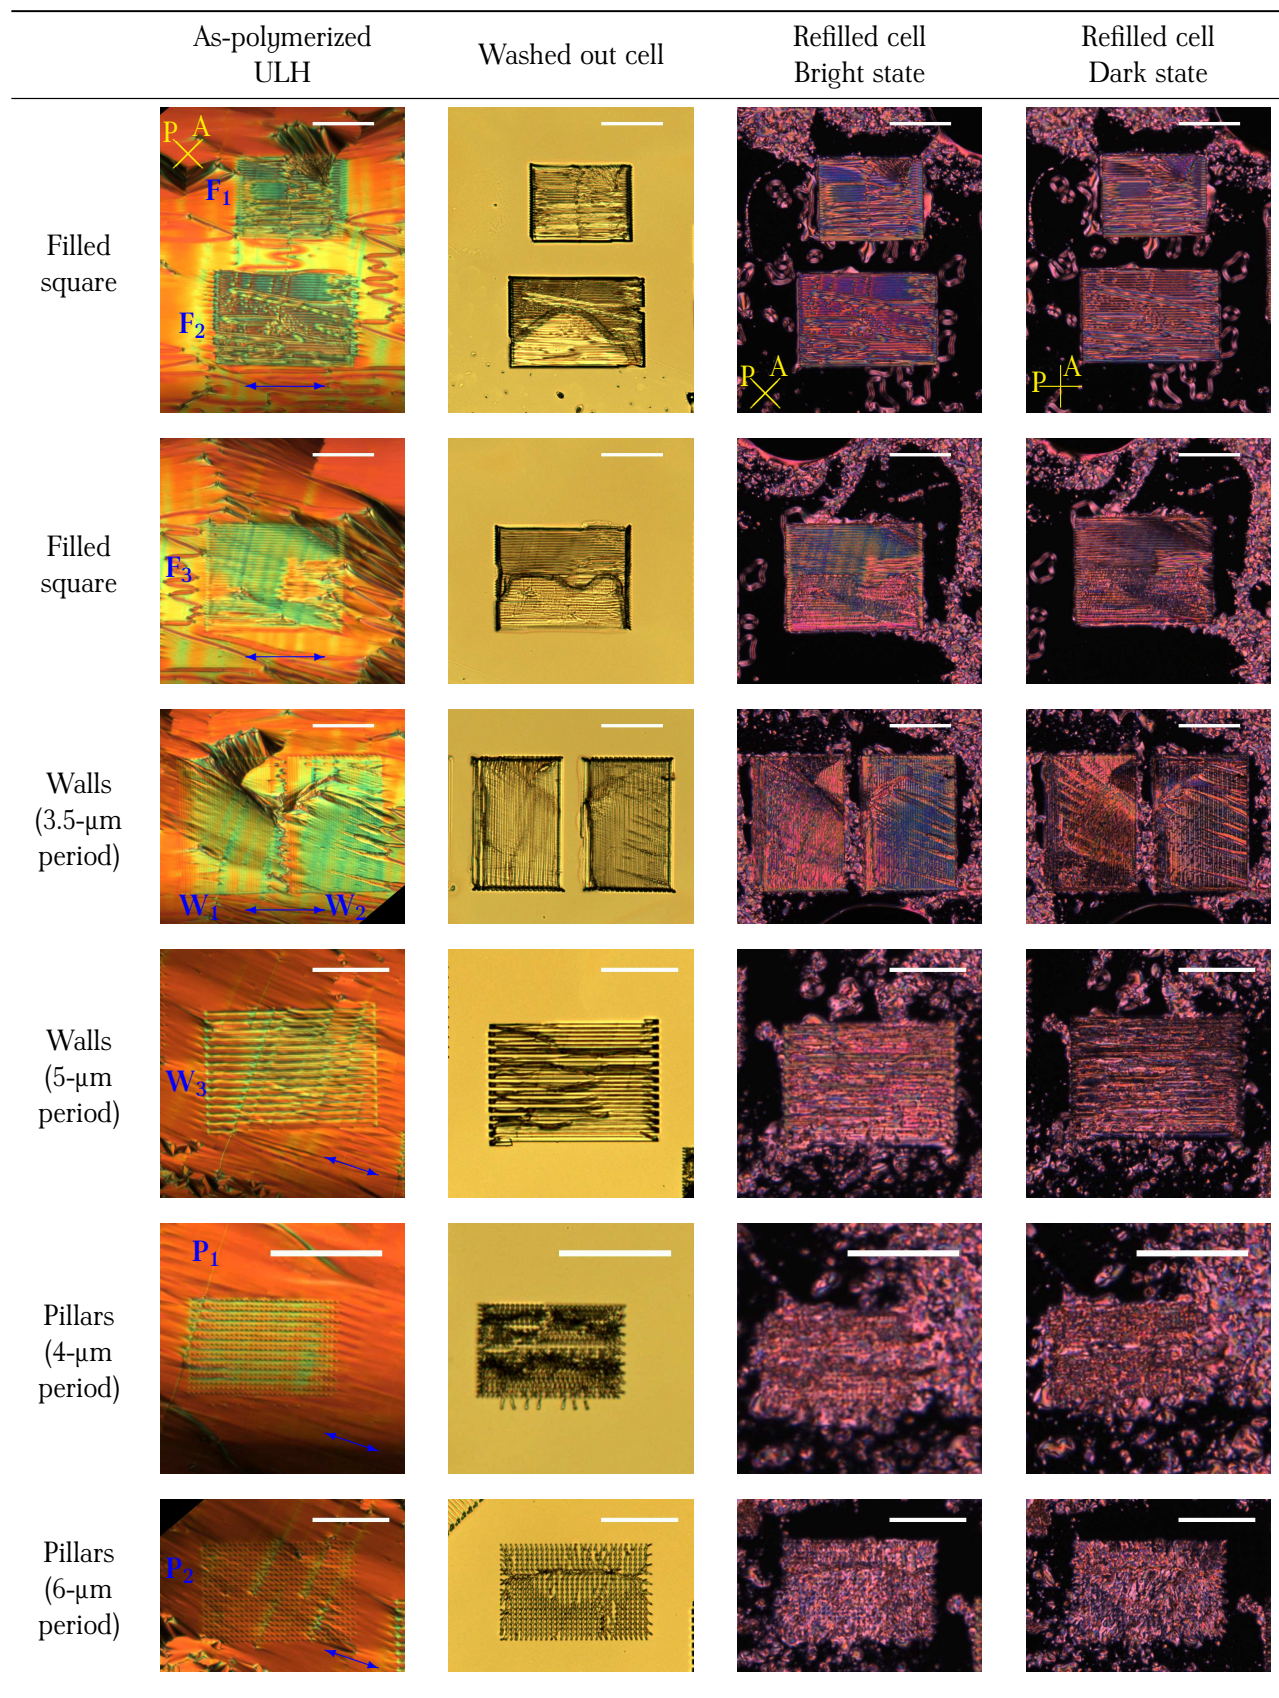 As-polymerized
ULH
Washed out cell
Refilled cell
Bright state
Refilled cell
Dark state
Filled
square
P A
F1
F2
P A
P A
Filled
square
F3
Walls
(3.5-µm
period)
W1
W2
Walls
(5-µm
period)
W3
Pillars
(4-µm
period)
P1
Pillars
(6-µm
period)
P2